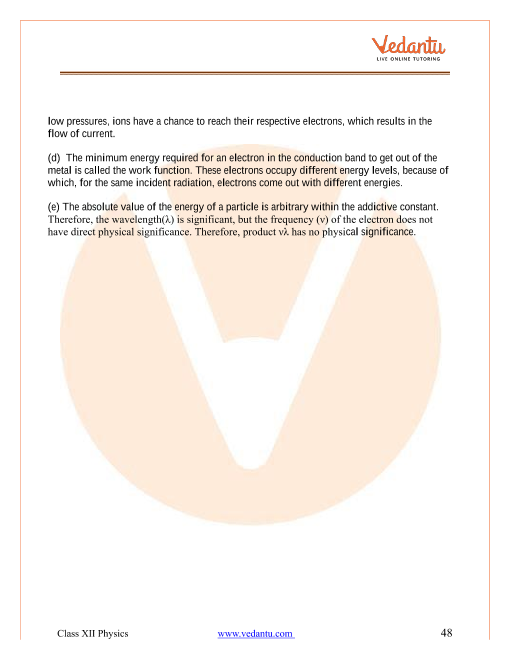 Vedantu
LIVE ONLINE TUTORING
low pressures, ions have a chance to reach their respective electrons, which results in the
flow of current.
(d) The minimum energy required for an electron in the conduction band to get out of the
metal is called the work function. These electrons occupy different energy levels, because of
which, for the same incident radiation, electrons come out with different energies.
(e) The absolute value of the energy of a particle is arbitrary within the addictive constant.
Therefore, the wavelength(λ) is significant, but the frequency (ν) of the electron does not
have direct physical significance. Therefore, product νλ has no physical significance.
Class XII Physics www.vedantu.com 48